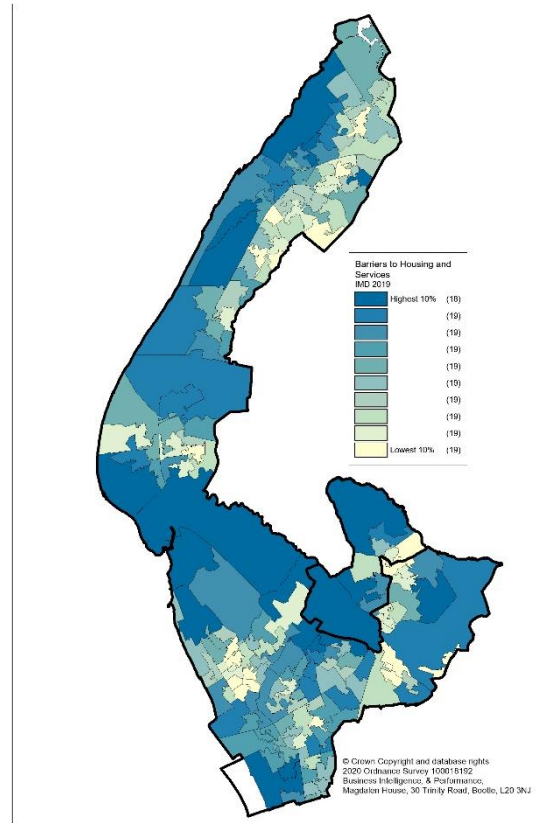 Barriers to Housing and
Services
IMD 2019
Highest 10% (18)
(19)
(19)
(19)
(19)
(19)
(19)
(19)
(19)
Lowest 10% (19)
© Crown Copyright and database rights
2020 Ordnance Survey 100018192
Business Intelligence, & Performance,
Magdalen House, 30 Trinity Road, Bootle, L20 3NJ